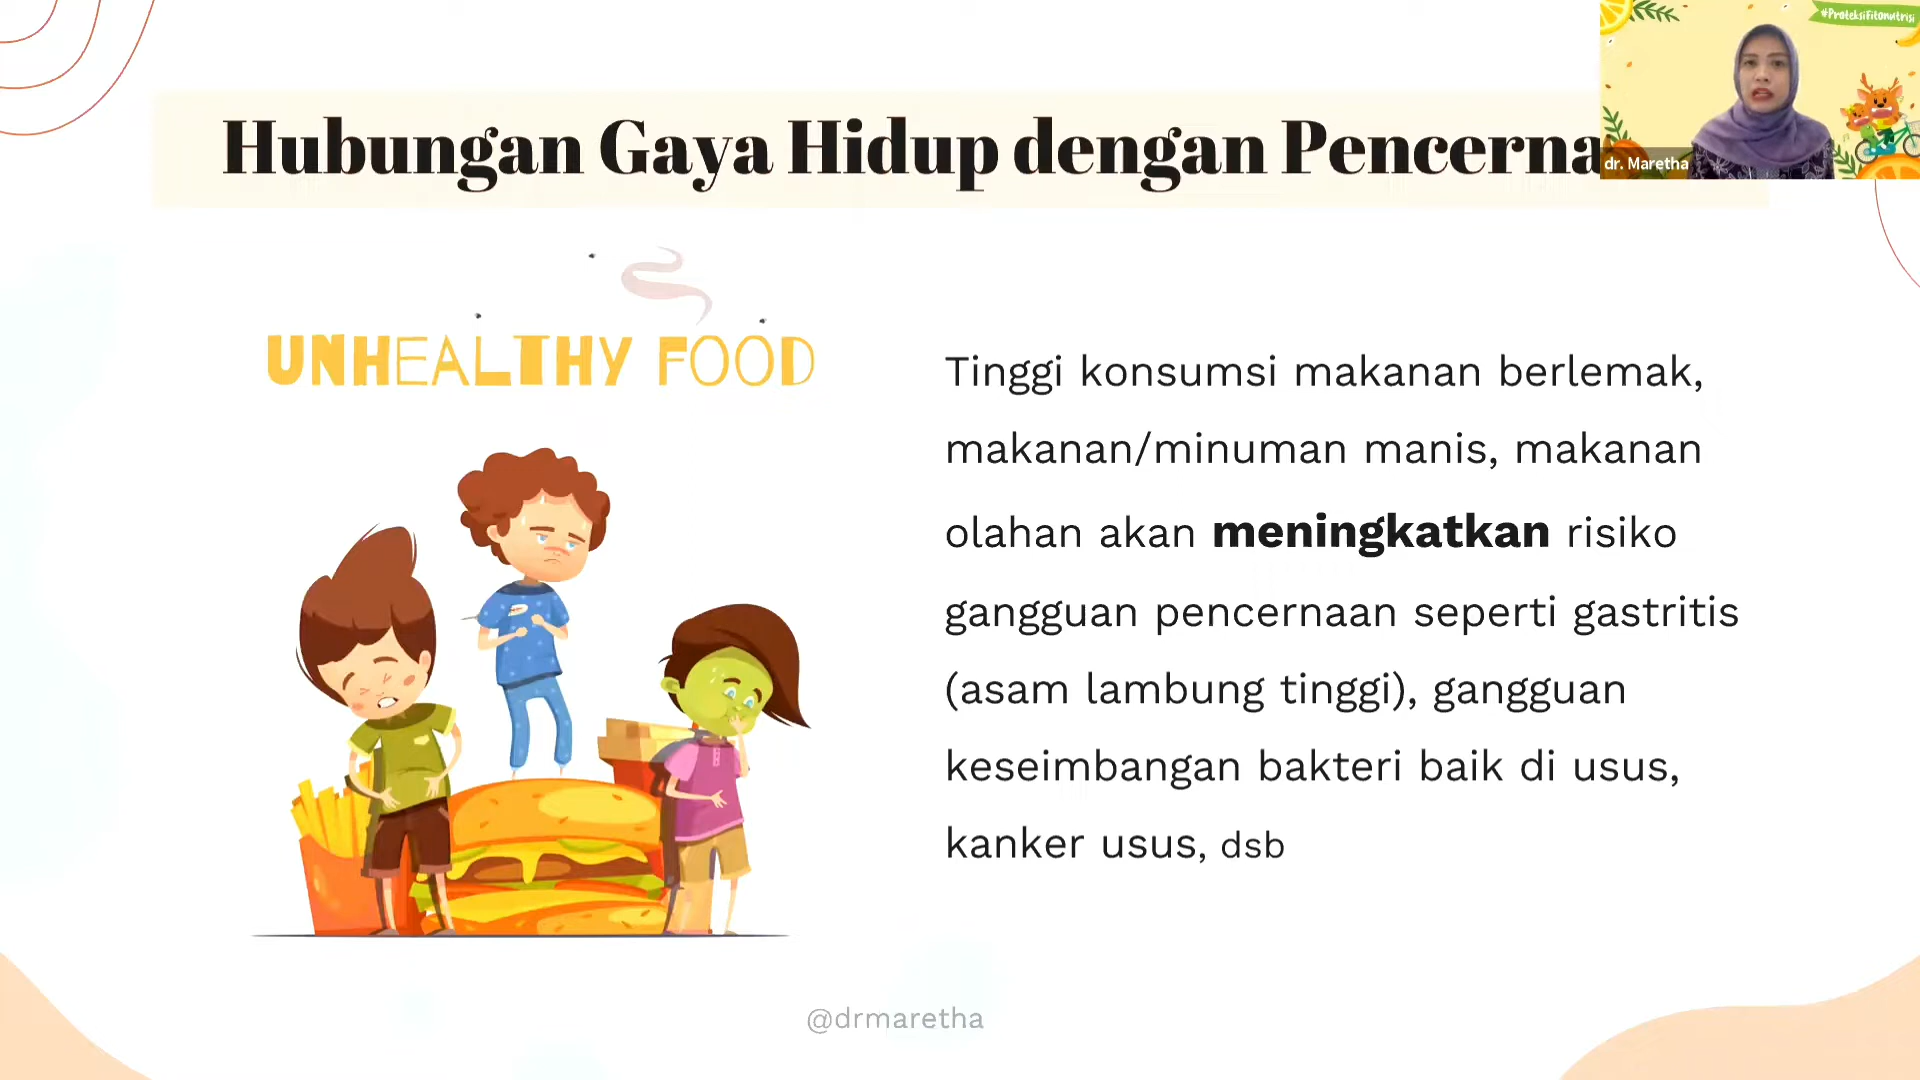 #ProteksiFitonutrisi
Hubungan Gaya Hidup dengan Pencerna
dr. Maretha
UNHEALTHY FOOD
Tinggi konsumsi makanan berlemak,
makanan/minuman manis, makanan
olahan akan meningkatkan risiko
gangguan pencernaan seperti gastritis
(asam lambung tinggi), gangguan
keseimbangan bakteri baik di usus,
kanker usus, dsb
@drmaretha